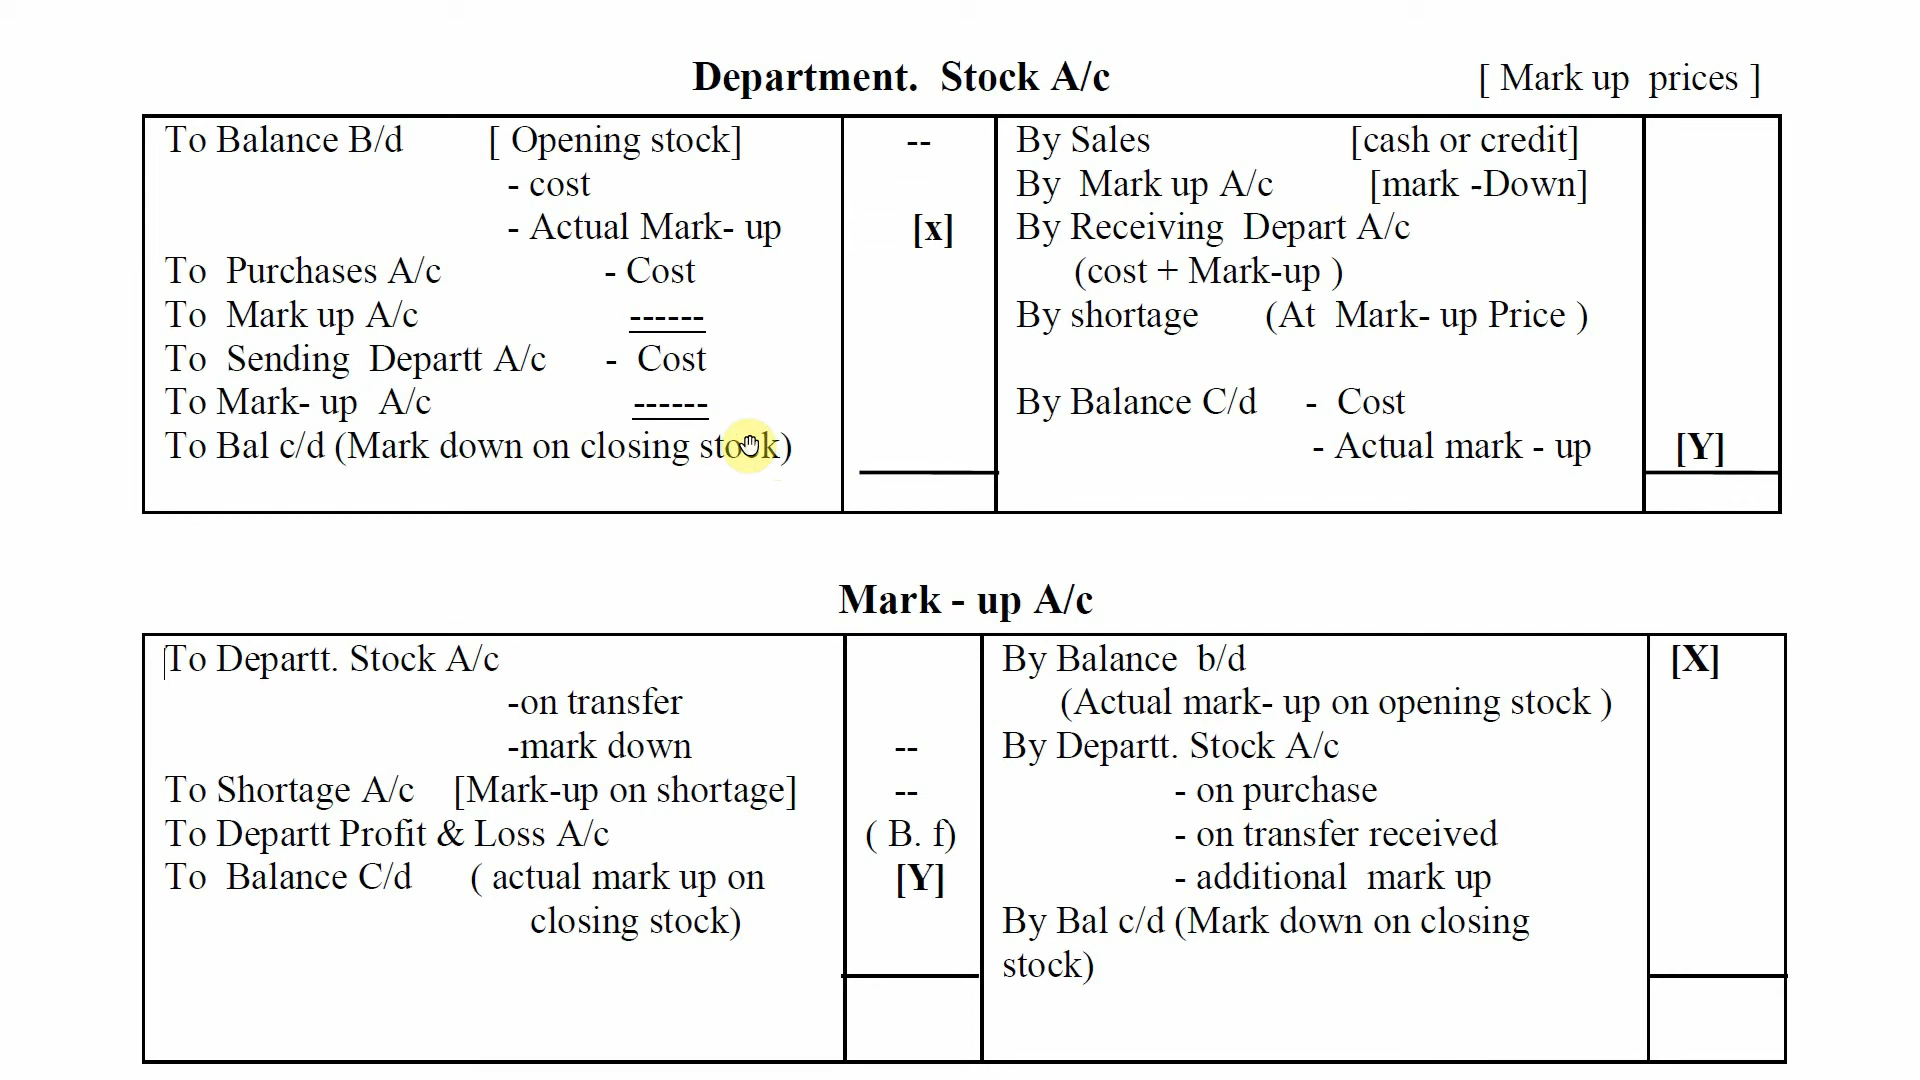 Department. Stock A/c [ Mark up prices ]
To Balance B/d [ Opening stock] --
- cost
- Actual Mark- up [x]
To Purchases A/c - Cost
To Mark up A/c ------
To Sending Departt A/c - Cost
To Mark- up A/c ------
To Bal c/d (Mark down on closing stock)
By Sales [cash or credit]
By Mark up A/c [mark -Down]
By Receiving Depart A/c
(cost + Mark-up )
By shortage (At Mark- up Price )
By Balance C/d - Cost
- Actual mark - up [Y]
Mark - up A/c
To Departt. Stock A/c
-on transfer
-mark down --
To Shortage A/c [Mark-up on shortage] --
To Departt Profit & Loss A/c ( B. f)
To Balance C/d ( actual mark up on [Y]
closing stock)
By Balance b/d [X]
(Actual mark- up on opening stock )
By Departt. Stock A/c
- on purchase
- on transfer received
- additional mark up
By Bal c/d (Mark down on closing
stock)